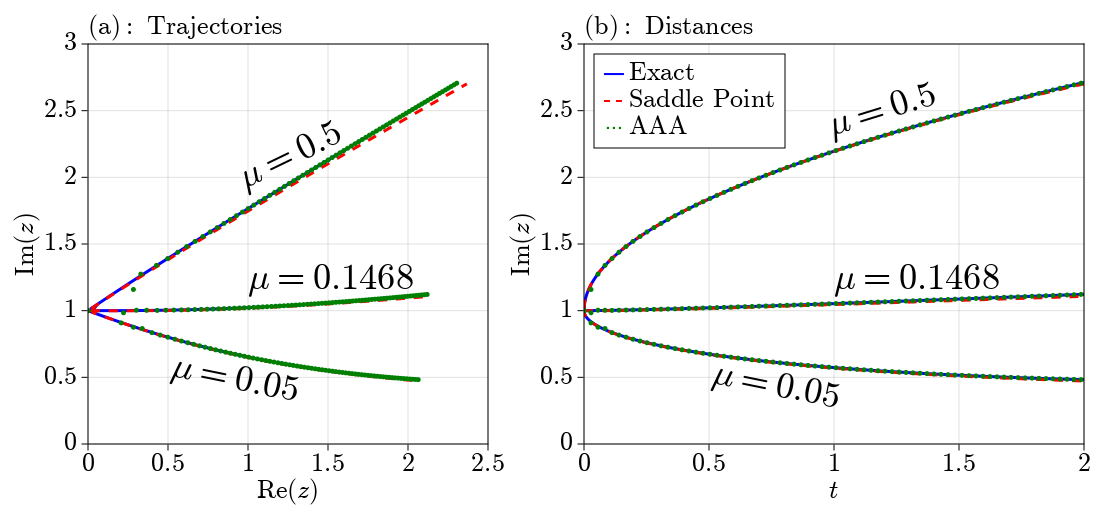 (a) : Trajectories
3
2.5
2
1.5
1
0.5
0
Im(z)
0 0.5 1 1.5 2 2.5
Re(z)
μ = 0.5
μ = 0.1468
μ = 0.05
(b) : Distances
3
2.5
2
1.5
1
0.5
0
Im(z)
0 0.5 1 1.5 2
t
Exact
Saddle Point
AAA
μ = 0.5
μ = 0.1468
μ = 0.05